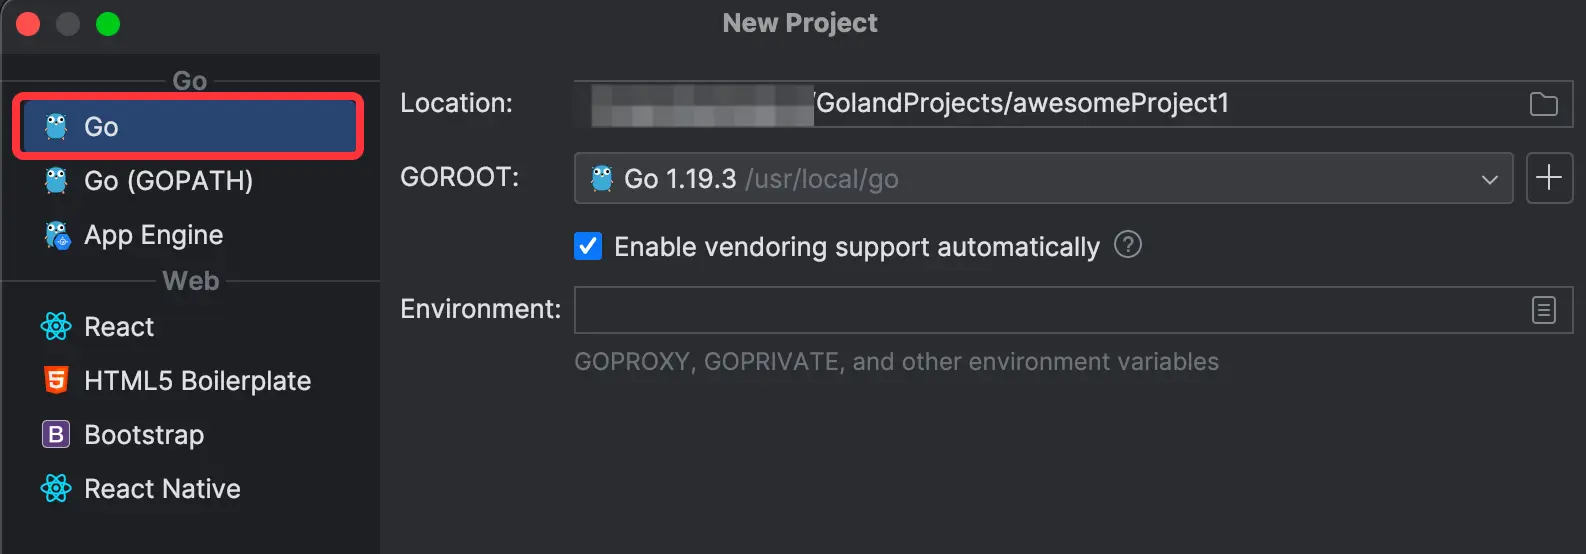 New Project
Go
Go
Go (GOPATH)
App Engine
Web
React
HTML5 Boilerplate
Bootstrap
React Native
Location: /GolandProjects/awesomeProject1
GOROOT: Go 1.19.3 /usr/local/go
Enable vendoring support automatically ?
Environment:
GOPROXY, GOPRIVATE, and other environment variables